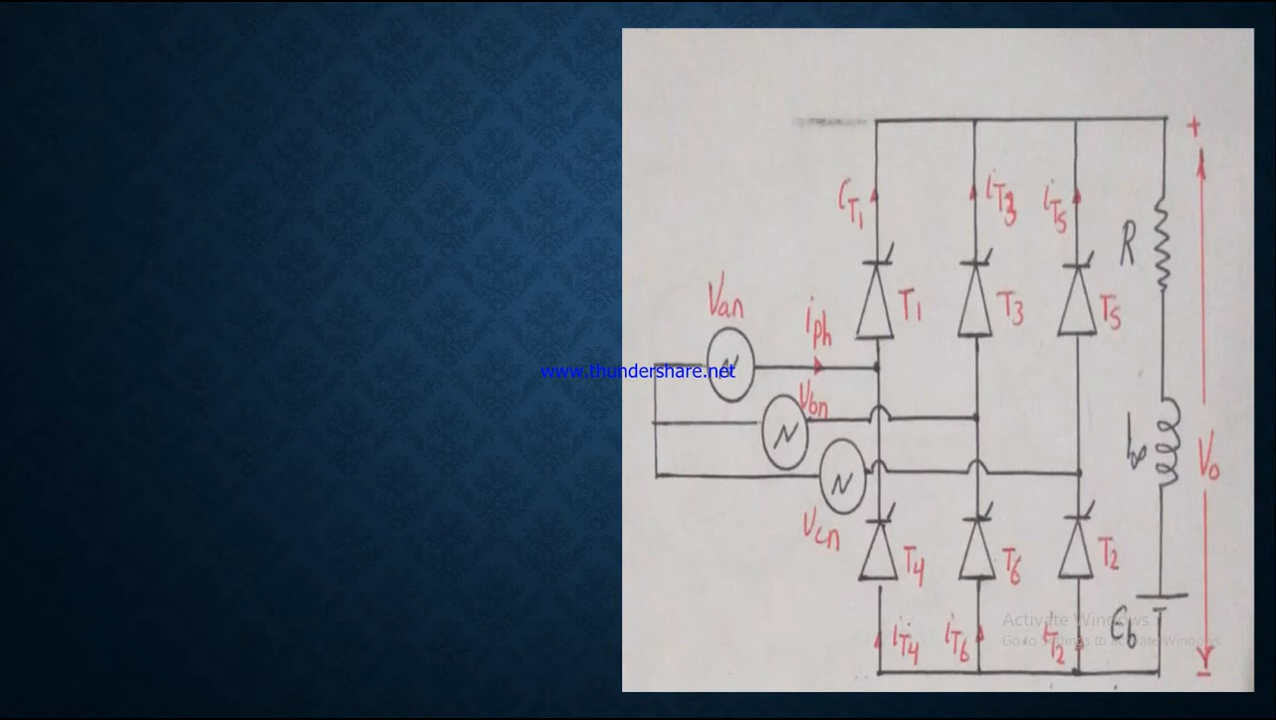 +
iT1
iT3
iT5
R
Van
iph
T1
T3
T5
www.thundershare.net
Vbn
L∞
Vo
Vcn
T4
T6
T2
Activate Windows
Go to Settings to activate Windows.
Eb
iT4
iT6
iT2
-